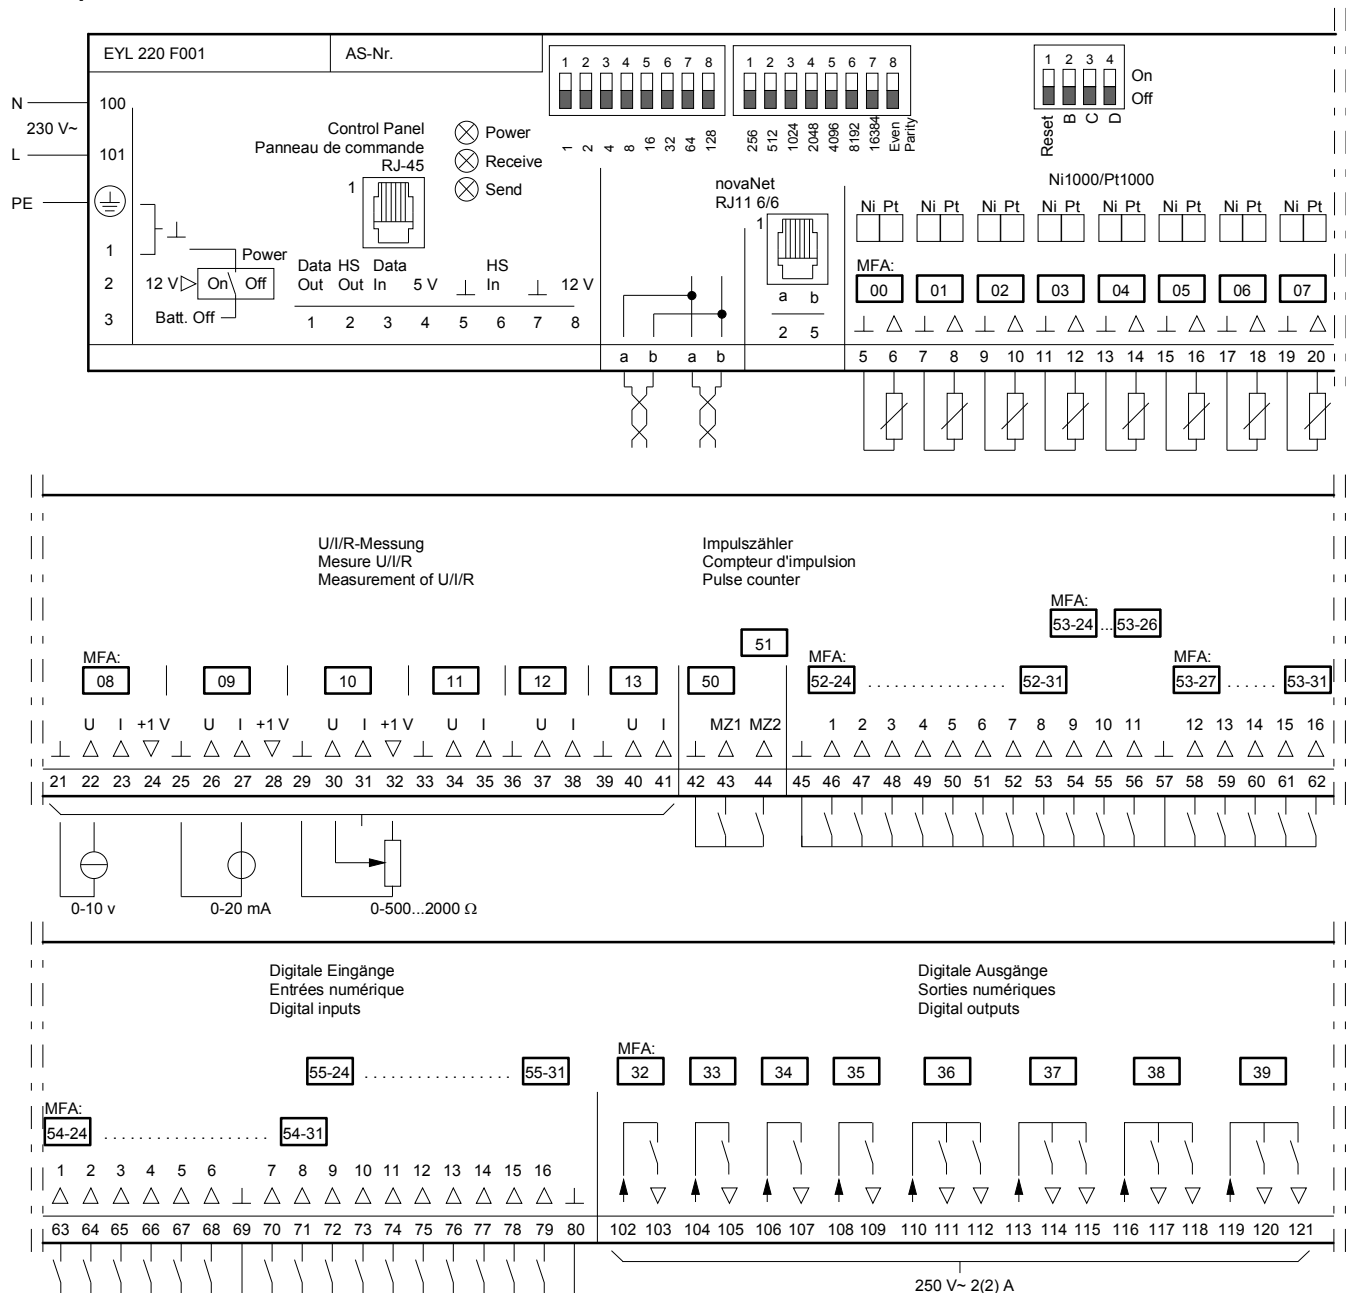 EYL 220 F001 AS-Nr.
1 2 3 4 5 6 7 8 1 2 3 4 5 6 7 8 1 2 3 4
On
Off
1 2 4 8 16 32 64 128 256 512 1024 2048 4096 8192 16384 Even Parity
Reset B C D
N 100
230 V~
L 101
PE
Control Panel
Panneau de commande
RJ-45
1
Power
Receive
Send
novaNet
RJ11 6/6
1
Ni1000/Pt1000
Ni Pt Ni Pt Ni Pt Ni Pt Ni Pt Ni Pt Ni Pt Ni Pt
1
Power
2 12 V On Off
3 Batt. Off
Data HS Data HS
Out Out In 5 V ⊥ In ⊥ 12 V
1 2 3 4 5 6 7 8
a b
2 5
MFA:
00 01 02 03 04 05 06 07
a b a b 5 6 7 8 9 10 11 12 13 14 15 16 17 18 19 20
U/I/R-Messung
Mesure U/I/R
Measurement of U/I/R
Impulszähler
Compteur d'impulsion
Pulse counter
MFA:
53-24 ... 53-26
51
MFA: MFA: MFA:
08 09 10 11 12 13 50 52-24 ................ 52-31 53-27 ...... 53-31
U I +1 V U I +1 V U I +1 V U I U I U I MZ1 MZ2 1 2 3 4 5 6 7 8 9 10 11 12 13 14 15 16
21 22 23 24 25 26 27 28 29 30 31 32 33 34 35 36 37 38 39 40 41 42 43 44 45 46 47 48 49 50 51 52 53 54 55 56 57 58 59 60 61 62
0-10 v 0-20 mA 0-500...2000 Ω
Digitale Eingänge
Entrées numérique
Digital inputs
Digitale Ausgänge
Sorties numériques
Digital outputs
55-24 ................ 55-31
MFA:
32 33 34 35 36 37 38 39
MFA:
54-24 .................. 54-31
1 2 3 4 5 6 7 8 9 10 11 12 13 14 15 16
63 64 65 66 67 68 69 70 71 72 73 74 75 76 77 78 79 80 102 103 104 105 106 107 108 109 110 111 112 113 114 115 116 117 118 119 120 121
250 V~ 2(2) A